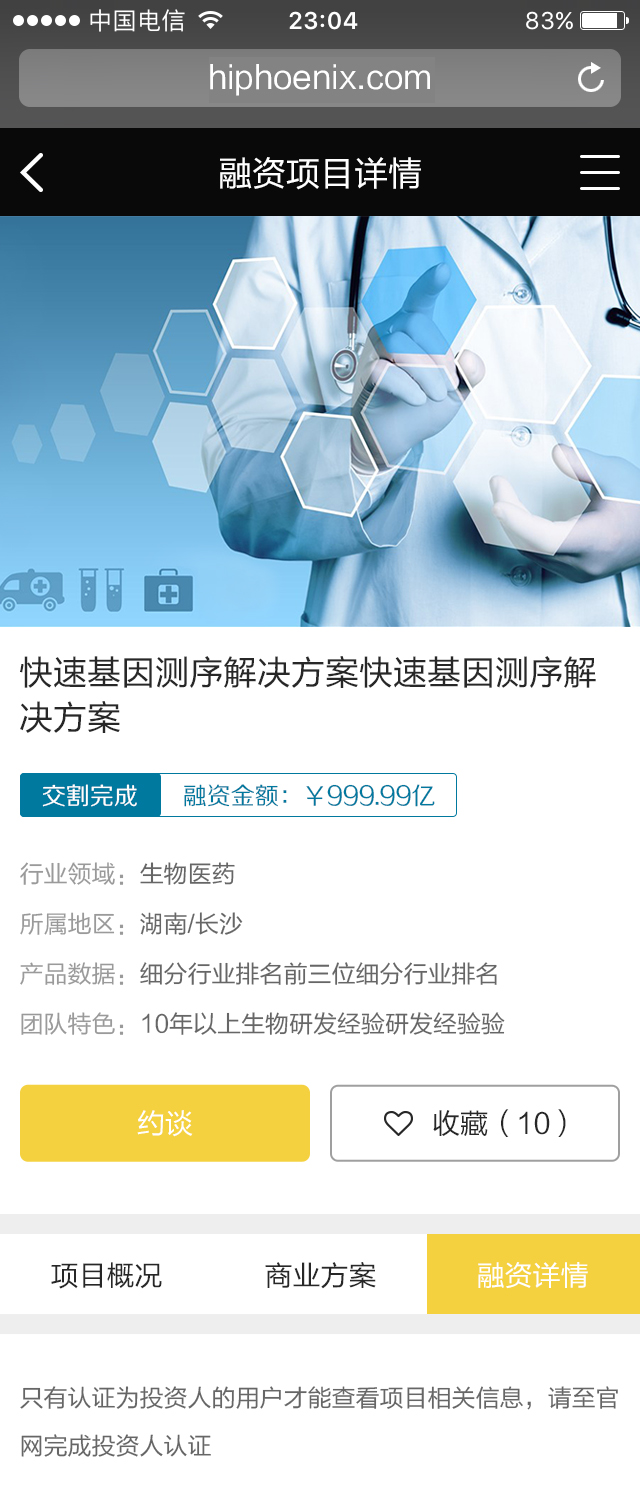 中国电信 23:04 83%
hiphoenix.com
融资项目详情
快速基因测序解决方案快速基因测序解
决方案
交割完成 融资金额：￥999.99亿
行业领域：生物医药
所属地区：湖南/长沙
产品数据：细分行业排名前三位细分行业排名
团队特色：10年以上生物研发经验研发经验验
约谈 收藏（10）
项目概况 商业方案 融资详情
只有认证为投资人的用户才能查看项目相关信息，请至官
网完成投资人认证